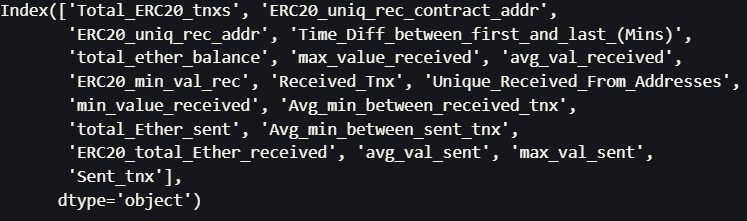 Index(['Total_ERC20_tnxs', 'ERC20_uniq_rec_contract_addr',
'ERC20_uniq_rec_addr', 'Time_Diff_between_first_and_last_(Mins)',
'total_ether_balance', 'max_value_received', 'avg_val_received',
'ERC20_min_val_rec', 'Received_Tnx', 'Unique_Received_From_Addresses',
'min_value_received', 'Avg_min_between_received_tnx',
'total_Ether_sent', 'Avg_min_between_sent_tnx',
'ERC20_total_Ether_received', 'avg_val_sent', 'max_val_sent',
'Sent_tnx'],
dtype='object')